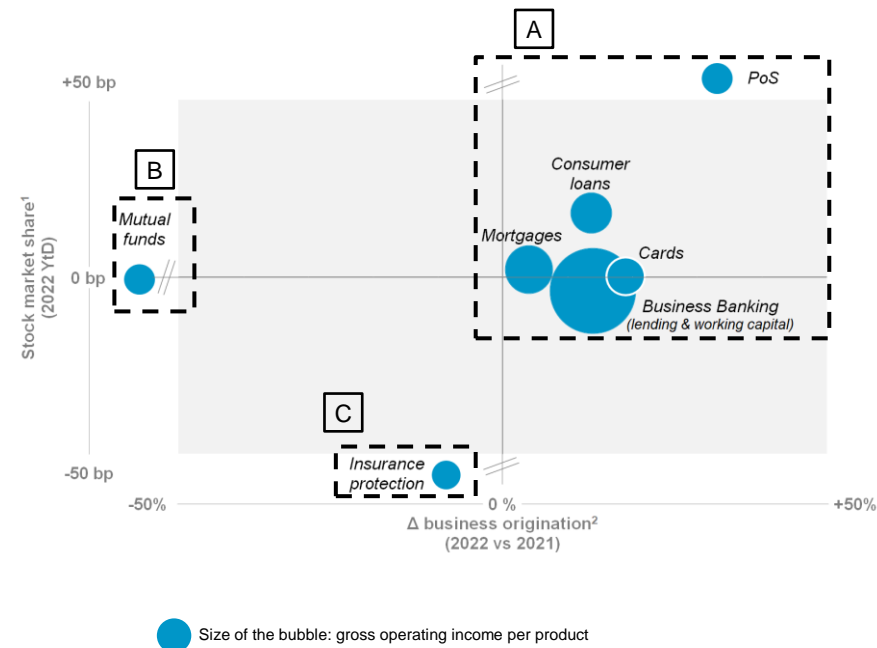 A
+50 bp
PoS
B
Consumer
loans
Mutual
funds
Mortgages
Cards
Stock market share¹
(2022 YtD)
0 bp
Business Banking
(lending & working capital)
C
Insurance
protection
-50 bp
-50%
0 %
+50%
Δ business origination²
(2022 vs 2021)
Size of the bubble: gross operating income per product